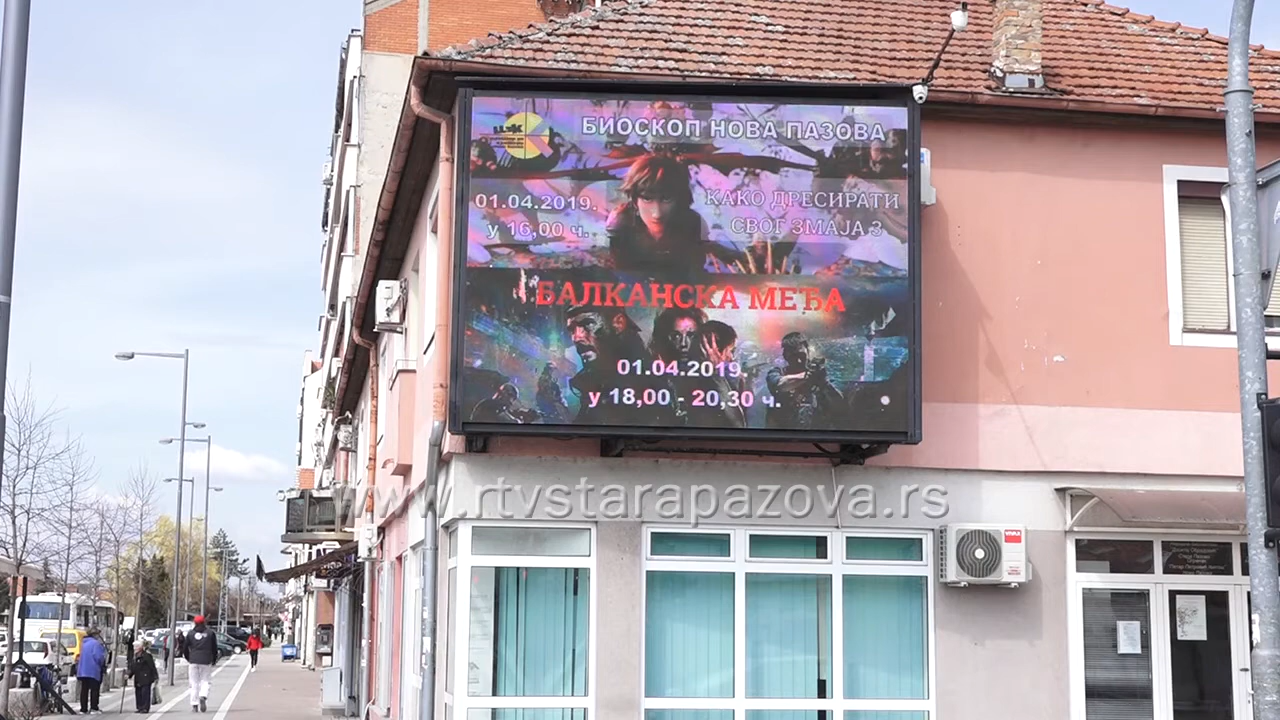 БИОСКОП НОВА ПАЗОВА
01.04.2019.
у 16,00 ч.
КАКО ДРЕСИРАТИ
СВОГ ЗМАЈА 3
БАЛКАНСКА МЕЂА
01.04.2019.
у 18,00 - 20,30 ч.
www.rtvstarapazova.rs
VIVAX